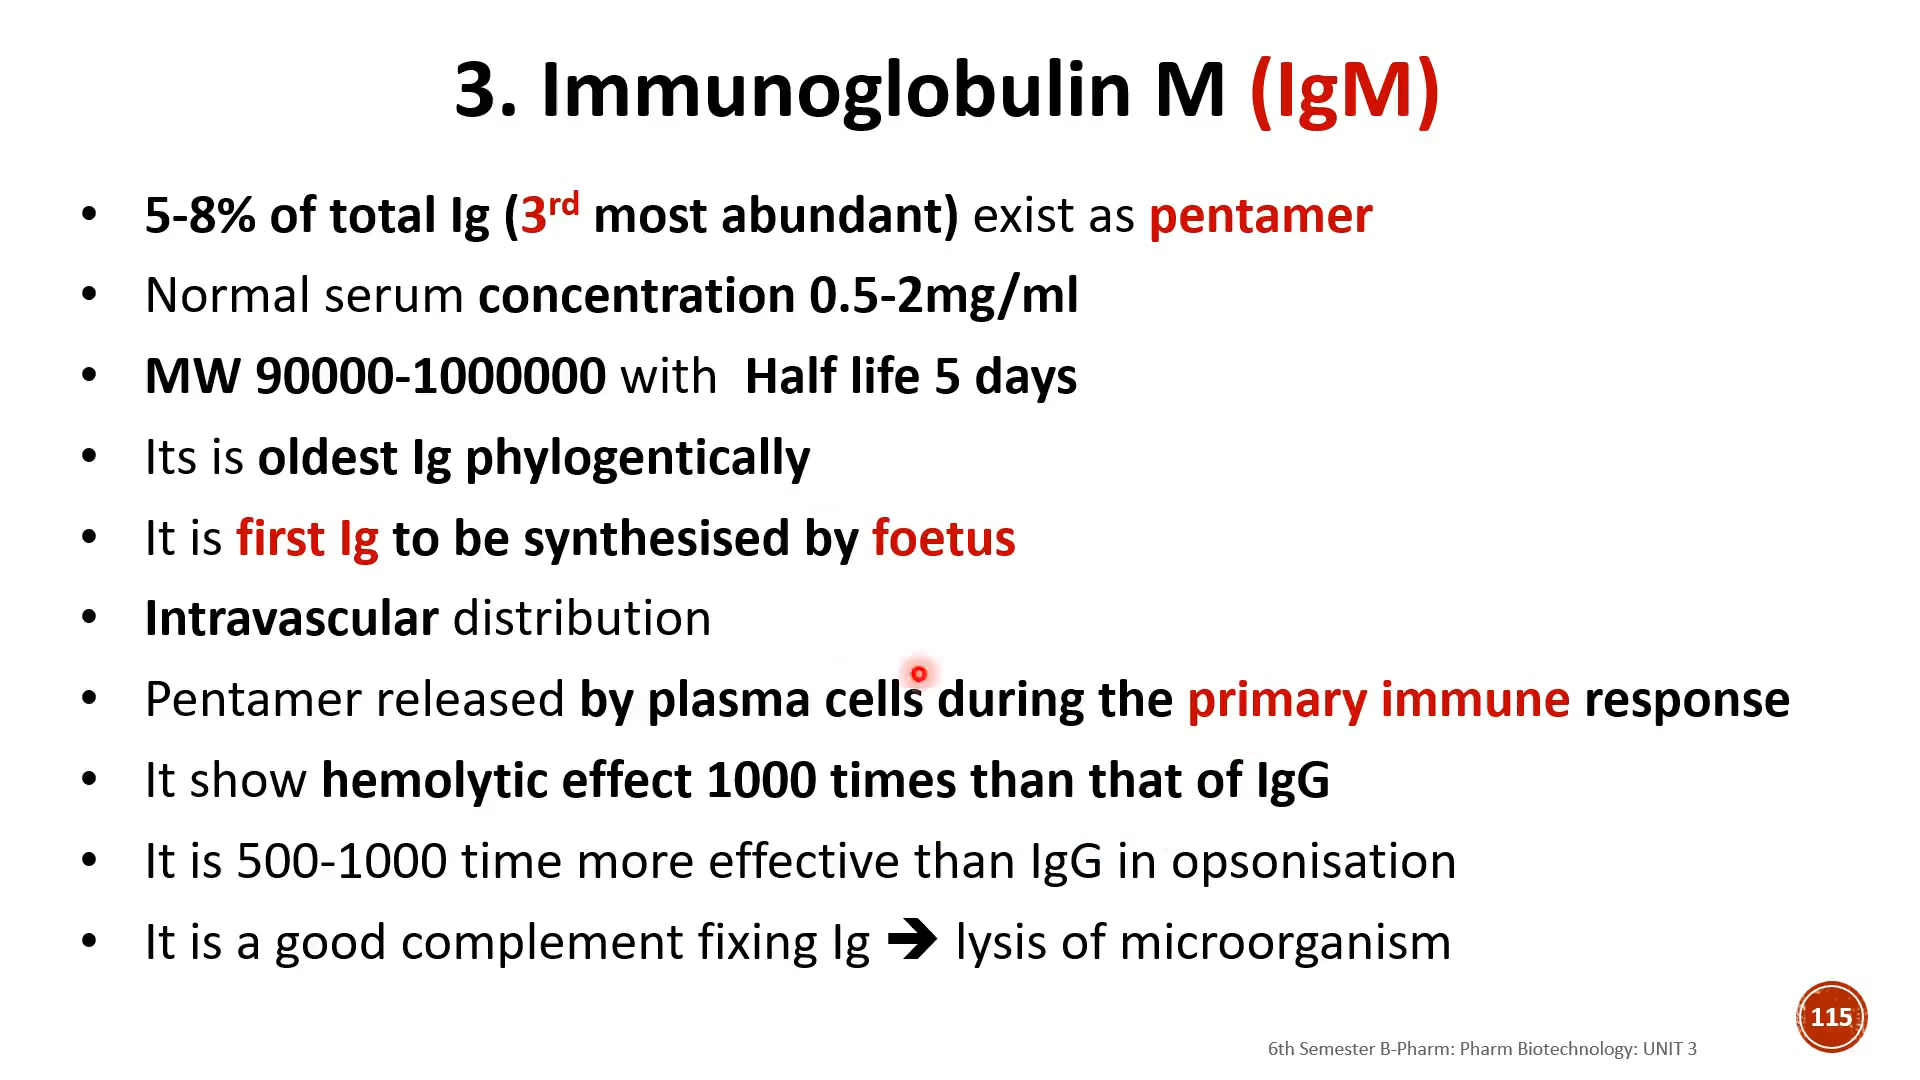 3. Immunoglobulin M (IgM)
• 5-8% of total Ig (3rd most abundant) exist as pentamer
• Normal serum concentration 0.5-2mg/ml
• MW 90000-1000000 with Half life 5 days
• Its is oldest Ig phylogentically
• It is first Ig to be synthesised by foetus
• Intravascular distribution
• Pentamer released by plasma cells during the primary immune response
• It show hemolytic effect 1000 times than that of IgG
• It is 500-1000 time more effective than IgG in opsonisation
• It is a good complement fixing Ig ➔ lysis of microorganism
115
6th Semester B-Pharm: Pharm Biotechnology: UNIT 3